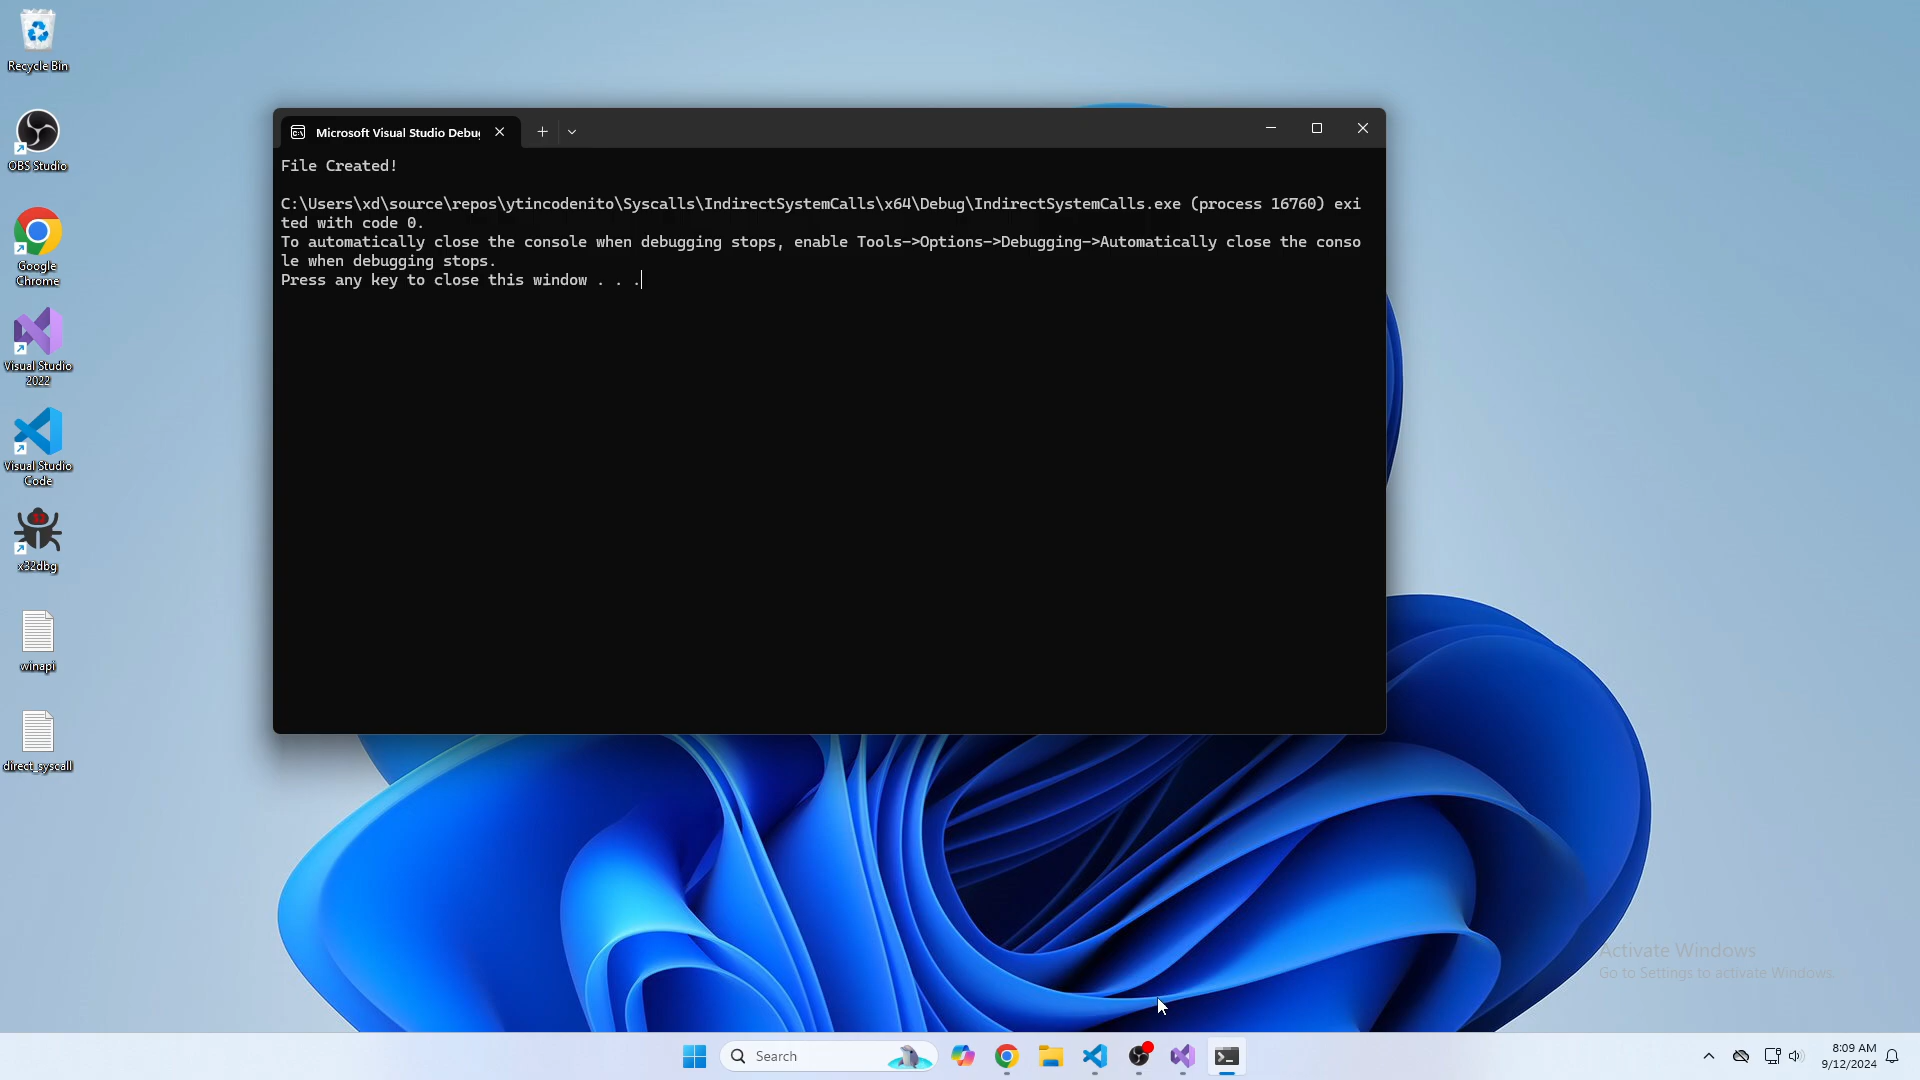 Recycle Bin
OBS Studio
Google
Chrome
Visual Studio
2022
Visual Studio
Code
x32dbg
winapi
direct_syscall
Microsoft Visual Studio Debug
File Created!
C:\Users\xd\source\repos\ytincodenito\Syscalls\IndirectSystemCalls\x64\Debug\IndirectSystemCalls.exe (process 16760) exi
ted with code 0.
To automatically close the console when debugging stops, enable Tools->Options->Debugging->Automatically close the conso
le when debugging stops.
Press any key to close this window . . .
Activate Windows
Go to Settings to activate Windows.
Search
8:09 AM
9/12/2024